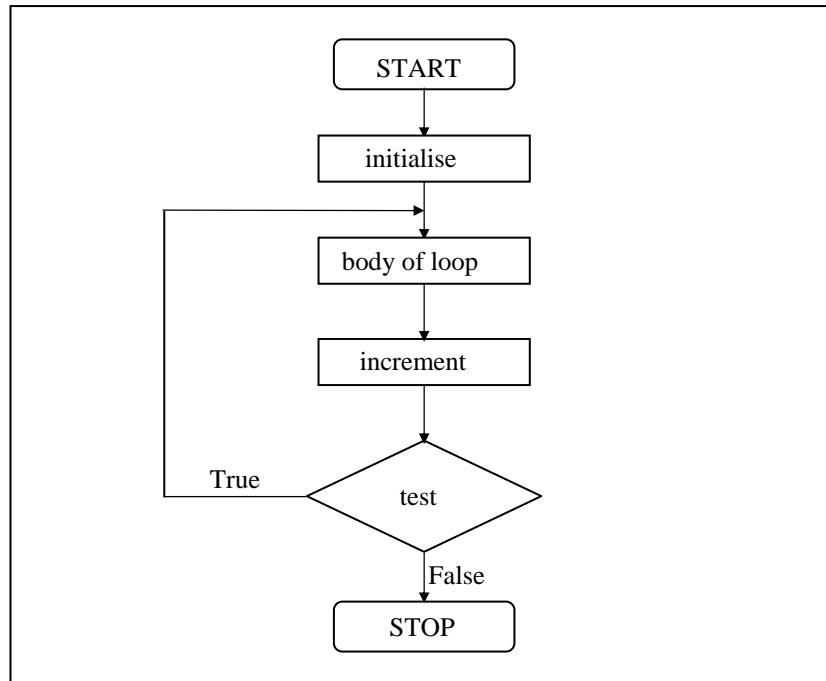 START
initialise
body of loop
increment
True
test
False
STOP